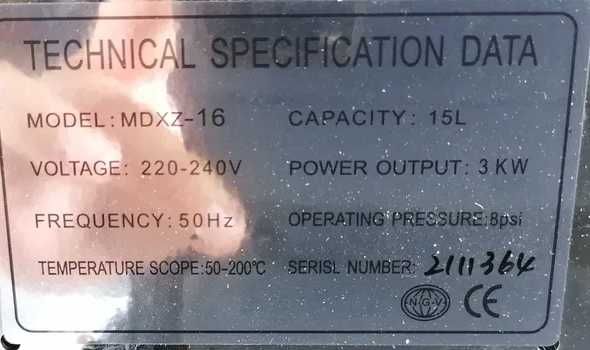 TECHNICAL SPECIFICATION DATA
MODEL: MDXZ-16 CAPACITY: 15L
VOLTAGE: 220-240V POWER OUTPUT: 3 KW
FREQUENCY: 50Hz OPERATING PRESSURE:8psi
TEMPERATURE SCOPE:50-200℃ SERISL NUMBER: 2111364
N·G·V CE